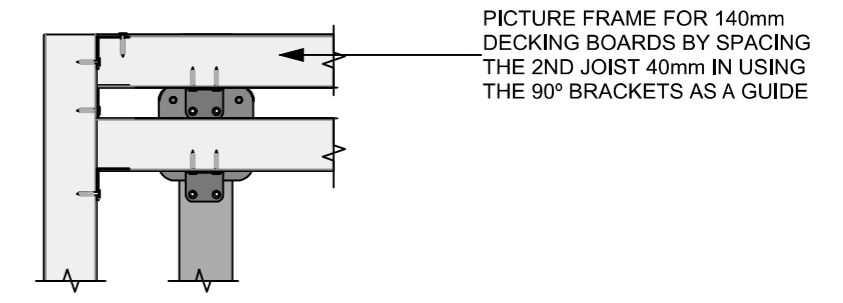 PICTURE FRAME FOR 140mm
DECKING BOARDS BY SPACING
THE 2ND JOIST 40mm IN USING
THE 90º BRACKETS AS A GUIDE